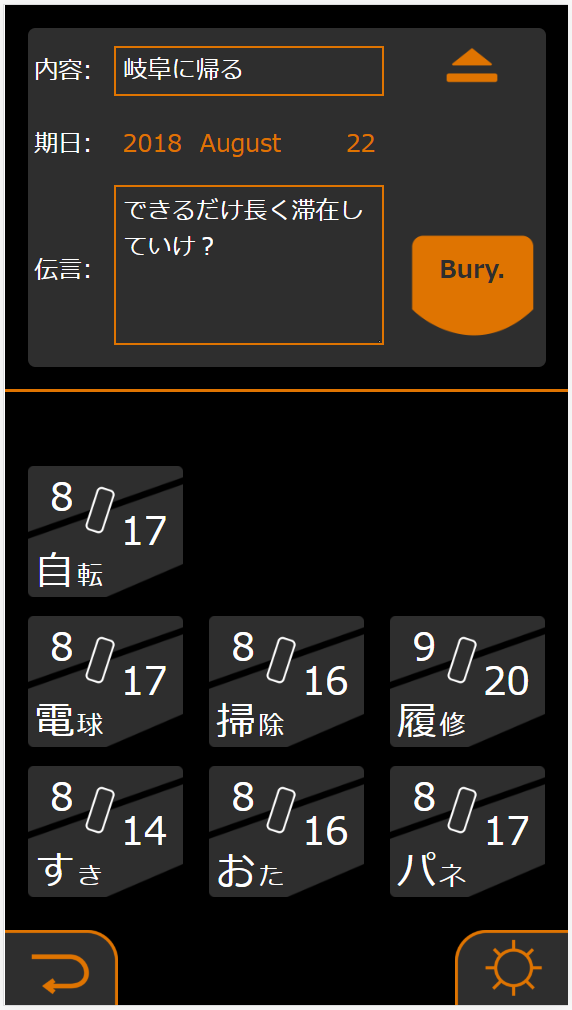 内容: 岐阜に帰る
期日: 2018 August 22
伝言: できるだけ長く滞在し
ていけ？
Bury.
8 17
自転
8 17
電球
8 16
掃除
9 20
履修
8 14
すき
8 16
おた
8 17
パネ